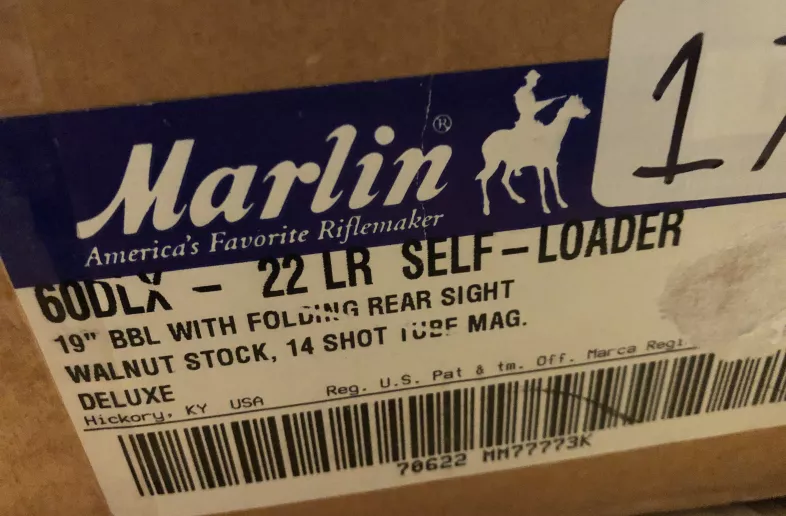 Marlin®
America's Favorite Riflemaker
17
60DLX - 22 LR SELF-LOADER
19" BBL WITH FOLDING REAR SIGHT
WALNUT STOCK, 14 SHOT TUBE MAG.
DELUXE
Hickory, KY USA Reg. U.S. Pat & tm. Off. Marca Regi
70622 MM77773K